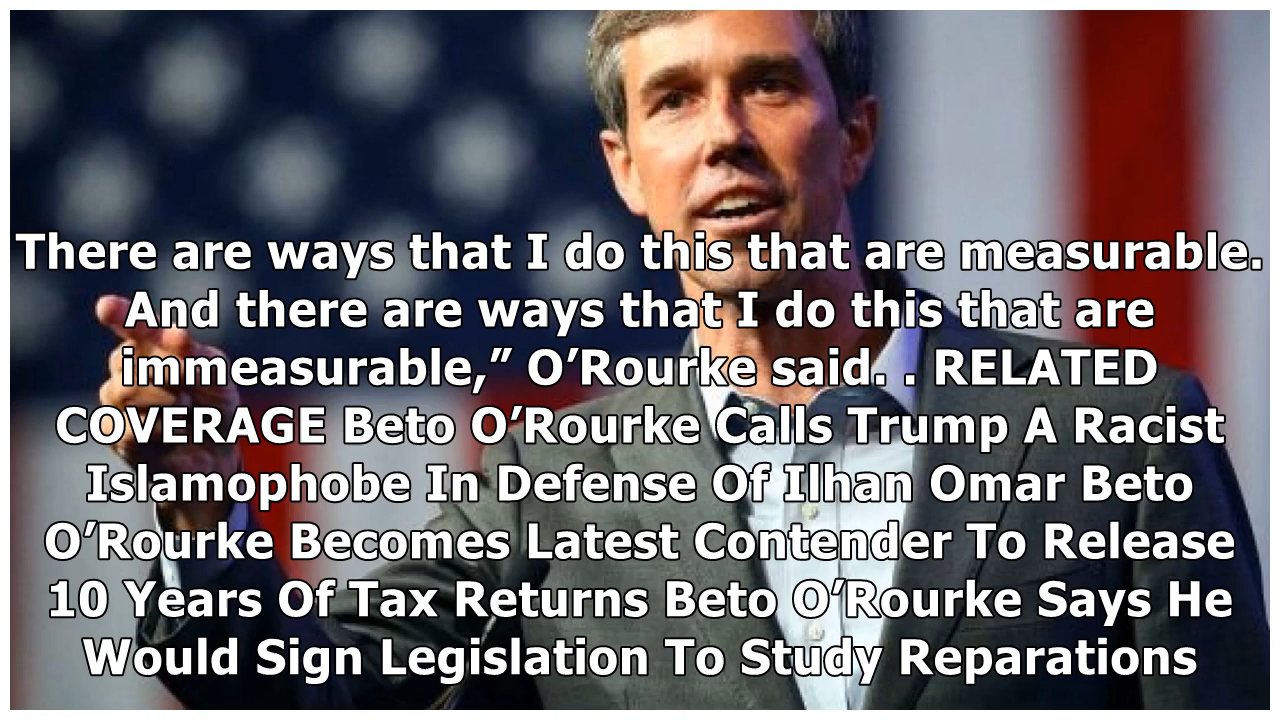 There are ways that I do this that are measurable.
And there are ways that I do this that are
immeasurable,” O’Rourke said. . RELATED
COVERAGE Beto O’Rourke Calls Trump A Racist
Islamophobe In Defense Of Ilhan Omar Beto
O’Rourke Becomes Latest Contender To Release
10 Years Of Tax Returns Beto O’Rourke Says He
Would Sign Legislation To Study Reparations